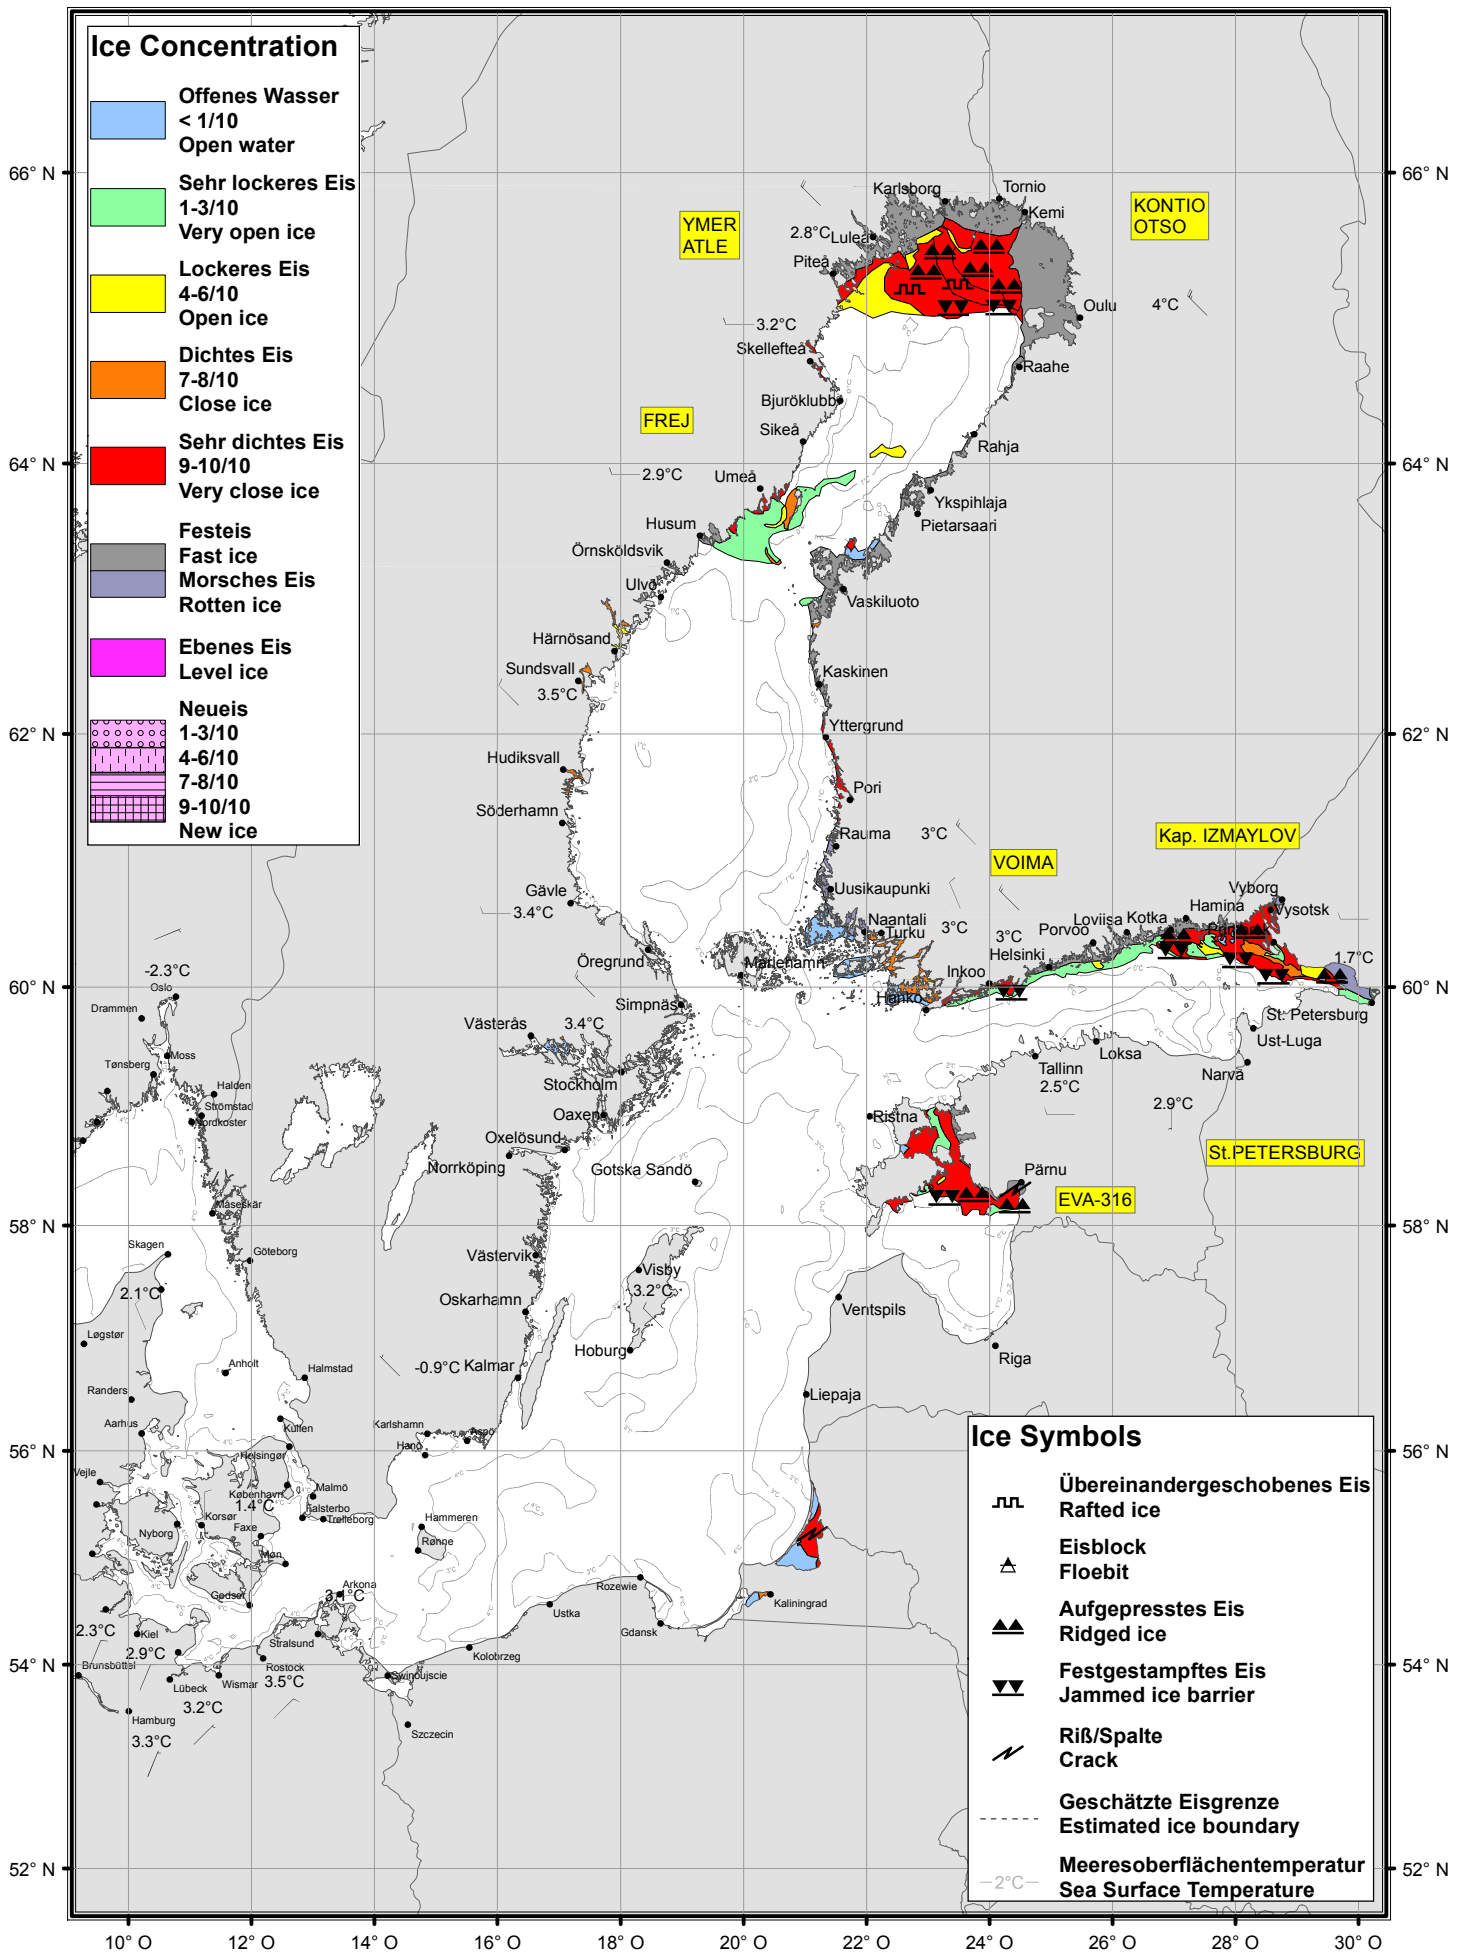 Ice Concentration
Offenes Wasser
< 1/10
Open water
Sehr lockeres Eis
1-3/10
Very open ice
Lockeres Eis
4-6/10
Open ice
Dichtes Eis
7-8/10
Close ice
Sehr dichtes Eis
9-10/10
Very close ice
Festeis
Fast ice
Morsches Eis
Rotten ice
Ebenes Eis
Level ice
Neueis
1-3/10
4-6/10
7-8/10
9-10/10
New ice
66° N
66° N
64° N
64° N
62° N
62° N
60° N
60° N
58° N
58° N
56° N
56° N
54° N
54° N
52° N
52° N
Karlsborg
Tornio
Kemi
YMER
ATLE
KONTIO
OTSO
2.8°C
Luleå
Piteå
Oulu
4°C
3.2°C
Skellefteå
Raahe
Bjuröklubb
FREJ
Sikeå
Rahja
2.9°C
Umeå
Ykspihlaja
Pietarsaari
Husum
Örnsköldsvik
Ulvö
Vaskiluoto
Härnösand
Sundsvall
3.5°C
Kaskinen
Yttergrund
Hudiksvall
Pori
Söderhamn
Rauma
3°C
Kap. IZMAYLOV
VOIMA
Uusikaupunki
Vyborg
Gävle
3.4°C
Naantali
Turku
3°C
3°C
Loviisa
Kotka
Hamina
Vysotsk
Porvoo
Helsinki
Öregrund
Mariehamn
Inkoo
1.7°C
-2.3°C
Oslo
Hanko
Simpnäs
St. Petersburg
Drammen
Västerås
3.4°C
Ust-Luga
Moss
Loksa
Tønsberg
Stockholm
Tallinn
2.5°C
Narva
Halden
Strömstad
Nordkoster
Oaxen
Ristna
2.9°C
Oxelösund
St.PETERSBURG
Norrköping
Gotska Sandö
Pärnu
EVA-316
Måseskär
Skagen
Göteborg
Västervik
Visby
3.2°C
2.1°C
Oskarhamn
Ventspils
Løgstør
Hoburg
Riga
Anholt
Halmstad
-0.9°C
Kalmar
Randers
Liepaja
Aarhus
Kullen
Karlshamn
Aspö
Hanö
Helsingør
Vejle
København
1.4°C
Malmö
Falsterbo
Trelleborg
Korsør
Nyborg
Faxe
Hammeren
Rønne
Møn
Gedser
Arkona
3.1°C
Rozewie
Kaliningrad
Ustka
Gdansk
2.3°C
Kiel
Stralsund
2.9°C
Kolobrzeg
Brunsbüttel
Rostock
3.5°C
Swinoujscie
Lübeck
Wismar
3.2°C
Hamburg
3.3°C
Szczecin
Ice Symbols
Übereinandergeschobenes Eis
Rafted ice
Eisblock
Floebit
Aufgepresstes Eis
Ridged ice
Festgestampftes Eis
Jammed ice barrier
Riß/Spalte
Crack
Geschätzte Eisgrenze
Estimated ice boundary
2°C
Meeresoberflächentemperatur
Sea Surface Temperature
10° O
12° O
14° O
16° O
18° O
20° O
22° O
24° O
26° O
28° O
30° O